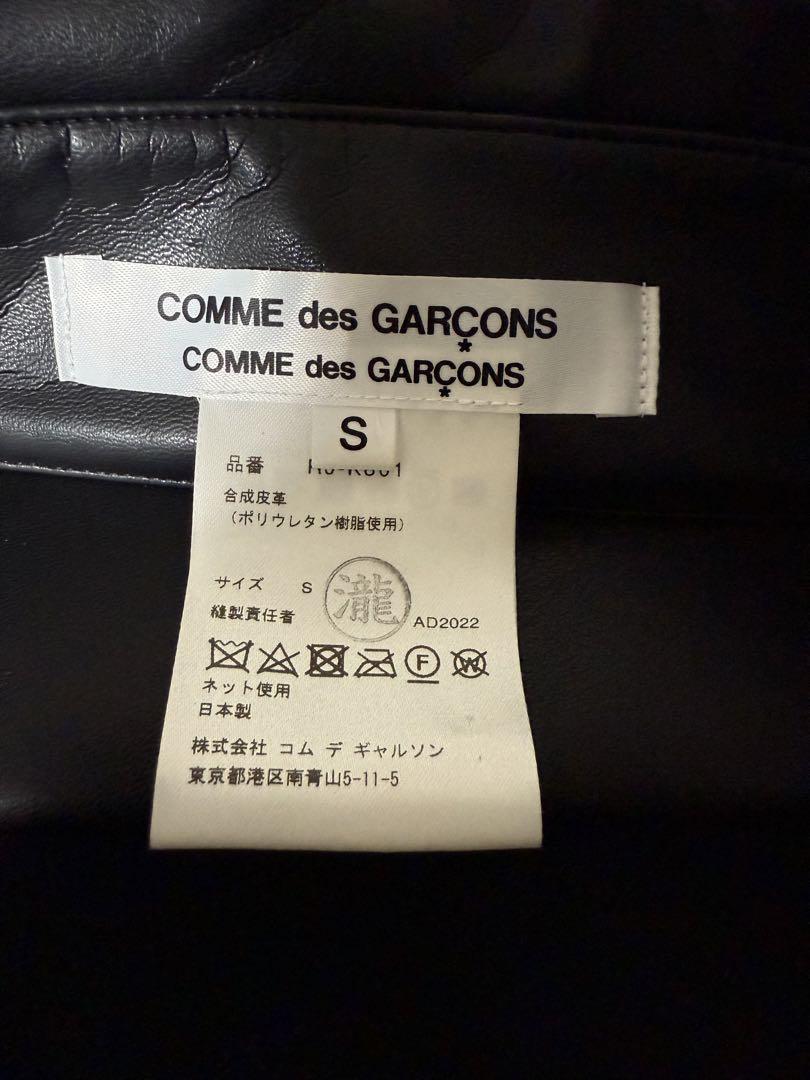 COMME des GARÇONS
COMME des GARÇONS
S
品番
合成皮革
(ポリウレタン樹脂使用)
サイズ S
瀧
縫製責任者 AD2022
F W
ネット使用
日本製
株式会社 コム デ ギャルソン
東京都港区南青山5-11-5